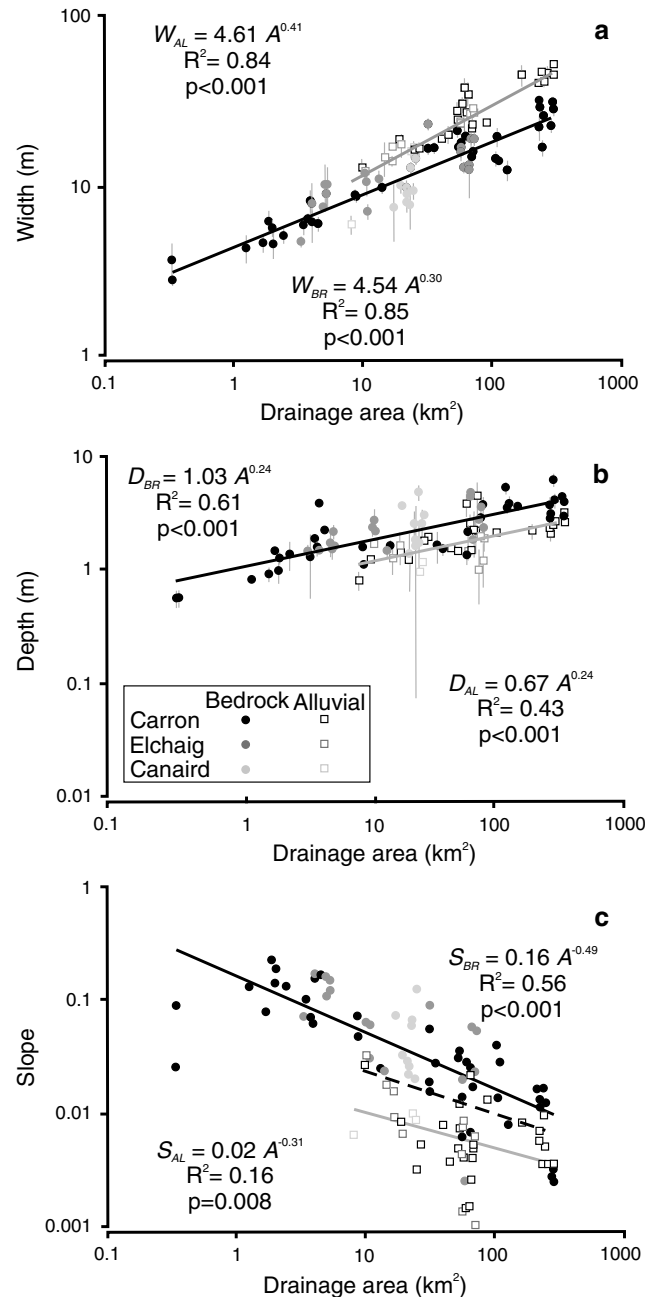 a
W_AL = 4.61 A^0.41
R²= 0.84
p<0.001
100
10
1
Width (m)
W_BR = 4.54 A^0.30
R²= 0.85
p<0.001
0.1 1 10 100 1000
Drainage area (km²)
b
D_BR = 1.03 A^0.24
R²= 0.61
p<0.001
10
1
0.1
0.01
Depth (m)
D_AL = 0.67 A^0.24
R²= 0.43
p<0.001
Bedrock Alluvial
Carron
Elchaig
Canaird
0.1 1 10 100 1000
Drainage area (km²)
c
S_BR = 0.16 A^-0.49
R²= 0.56
p<0.001
1
0.1
0.01
0.001
Slope
S_AL = 0.02 A^-0.31
R²= 0.16
p=0.008
0.1 1 10 100 1000
Drainage area (km²)